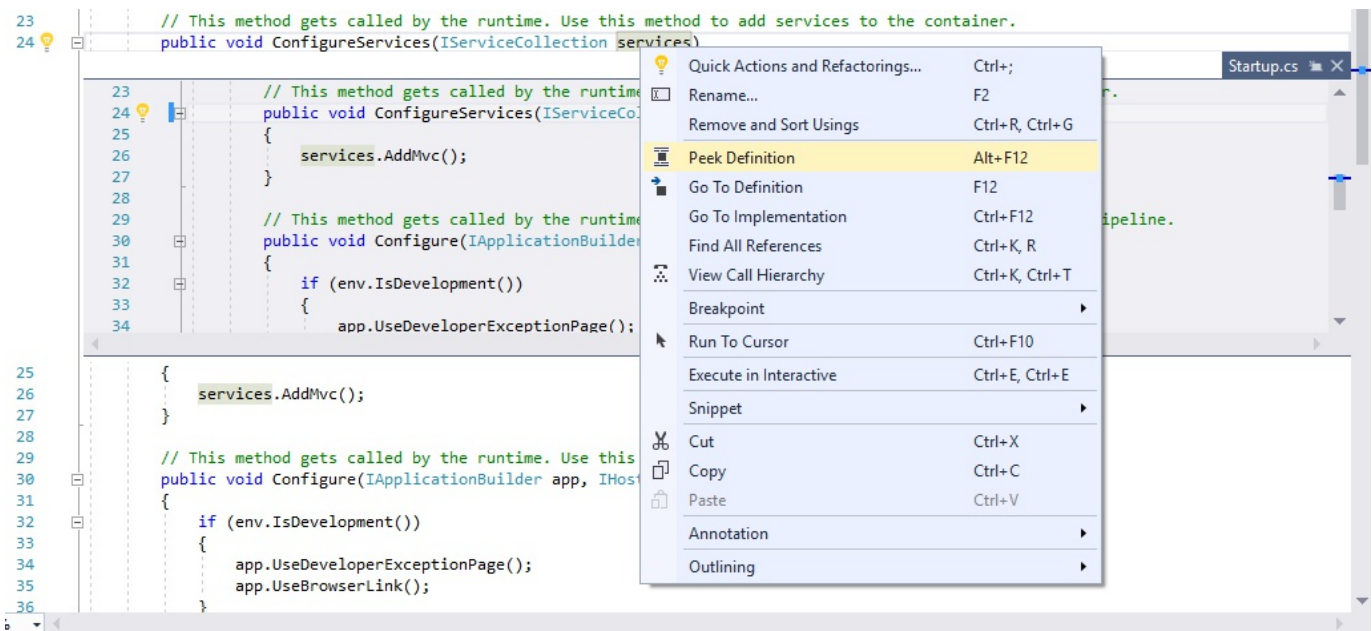 23 // This method gets called by the runtime. Use this method to add services to the container.
24 public void ConfigureServices(IServiceCollection services)
Startup.cs
23 // This method gets called by the runtime r.
24 public void ConfigureServices(IServiceCo
25 {
26 services.AddMvc();
27 }
28
29 // This method gets called by the runtime ipeline.
30 public void Configure(IApplicationBuilder
31 {
32 if (env.IsDevelopment())
33 {
34 app.UseDeveloperExceptionPage();
25 {
26 services.AddMvc();
27 }
28
29 // This method gets called by the runtime. Use this
30 public void Configure(IApplicationBuilder app, IHos
31 {
32 if (env.IsDevelopment())
33 {
34 app.UseDeveloperExceptionPage();
35 app.UseBrowserLink();
36 }
Quick Actions and Refactorings... Ctrl+;
Rename... F2
Remove and Sort Usings Ctrl+R, Ctrl+G
Peek Definition Alt+F12
Go To Definition F12
Go To Implementation Ctrl+F12
Find All References Ctrl+K, R
View Call Hierarchy Ctrl+K, Ctrl+T
Breakpoint
Run To Cursor Ctrl+F10
Execute in Interactive Ctrl+E, Ctrl+E
Snippet
Cut Ctrl+X
Copy Ctrl+C
Paste Ctrl+V
Annotation
Outlining